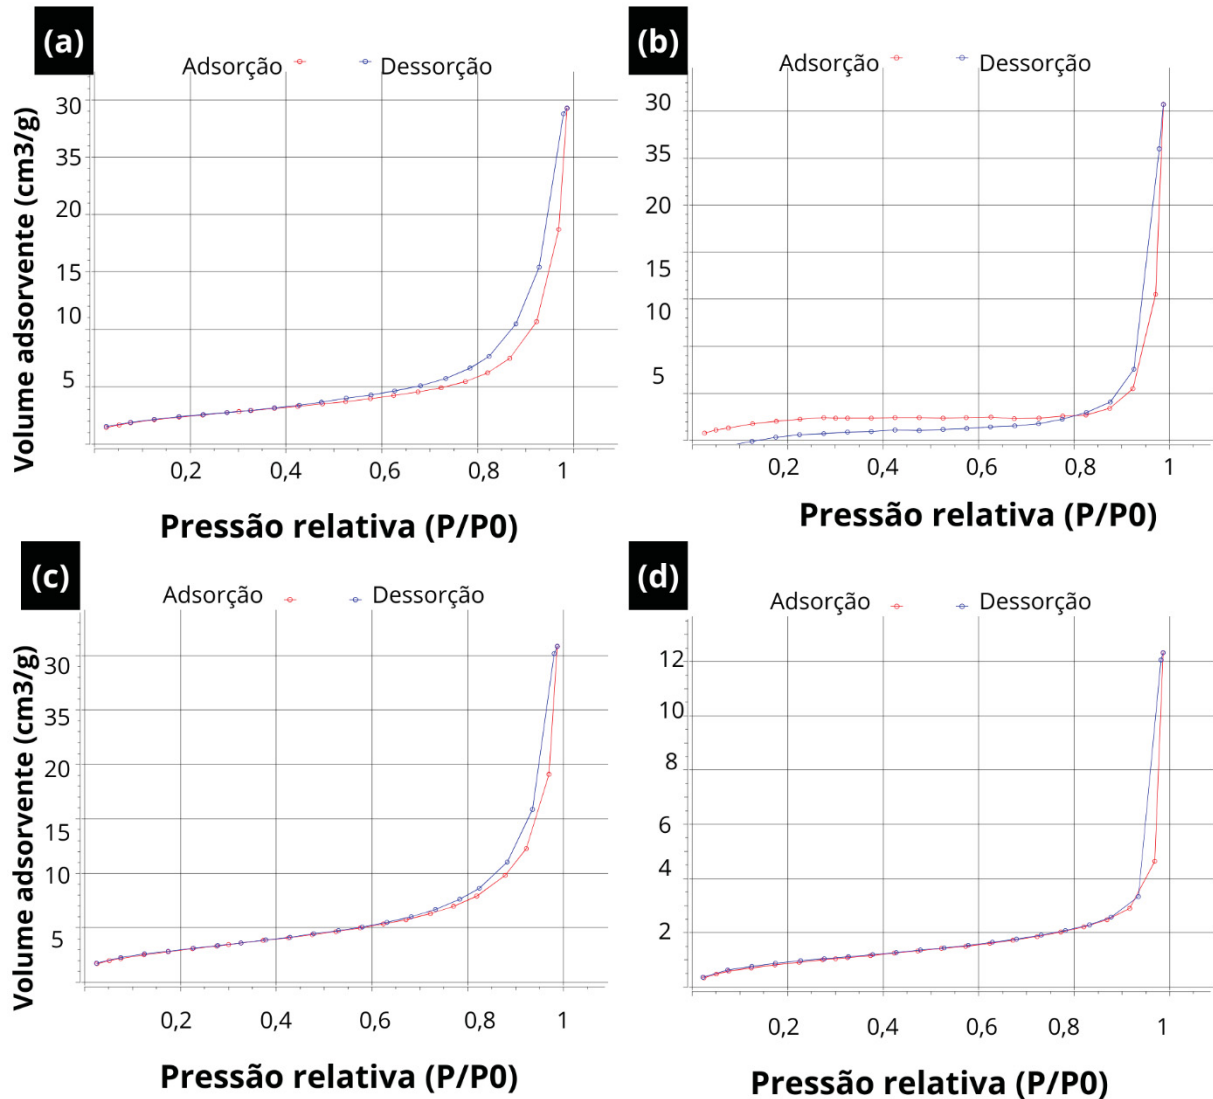 (a)
Adsorção Dessorção
Volume adsorvente (cm3/g)
30
35
20
15
10
5
0,2 0,4 0,6 0,8 1
Pressão relativa (P/P0)
(b)
Adsorção Dessorção
30
35
20
15
10
5
0,2 0,4 0,6 0,8 1
Pressão relativa (P/P0)
(c)
Adsorção Dessorção
Volume adsorvente (cm3/g)
30
35
20
15
10
5
0,2 0,4 0,6 0,8 1
Pressão relativa (P/P0)
(d)
Adsorção Dessorção
12
10
8
6
4
2
0,2 0,4 0,6 0,8 1
Pressão relativa (P/P0)